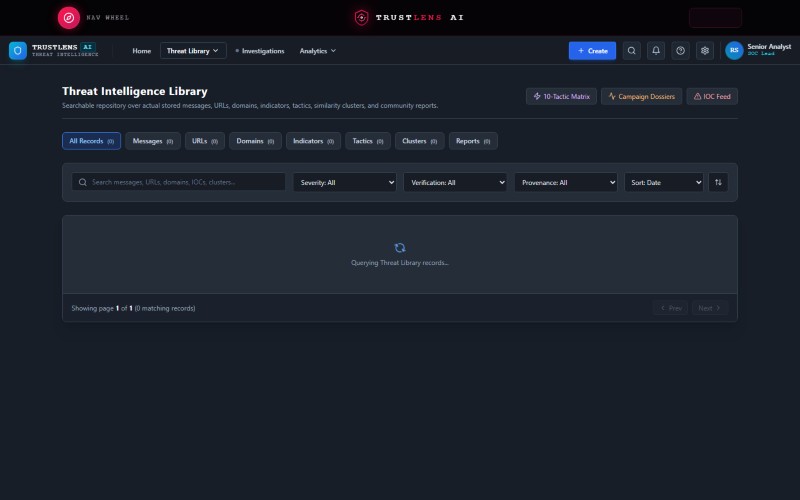 NAV WHEEL
TRUSTLENS AI
TRUSTLENS AI
THREAT INTELLIGENCE
Home
Threat Library
Investigations
Analytics
+ Create
RS
Senior Analyst
SOC Lead
Threat Intelligence Library
Searchable repository over actual stored messages, URLs, domains, indicators, tactics, similarity clusters, and community reports.
10-Tactic Matrix
Campaign Dossiers
IOC Feed
All Records (0)
Messages (0)
URLs (0)
Domains (0)
Indicators (0)
Tactics (0)
Clusters (0)
Reports (0)
Search messages, URLs, domains, IOCs, clusters...
Severity: All
Verification: All
Provenance: All
Sort: Date
Querying Threat Library records...
Showing page 1 of 1 (0 matching records)
Prev
Next